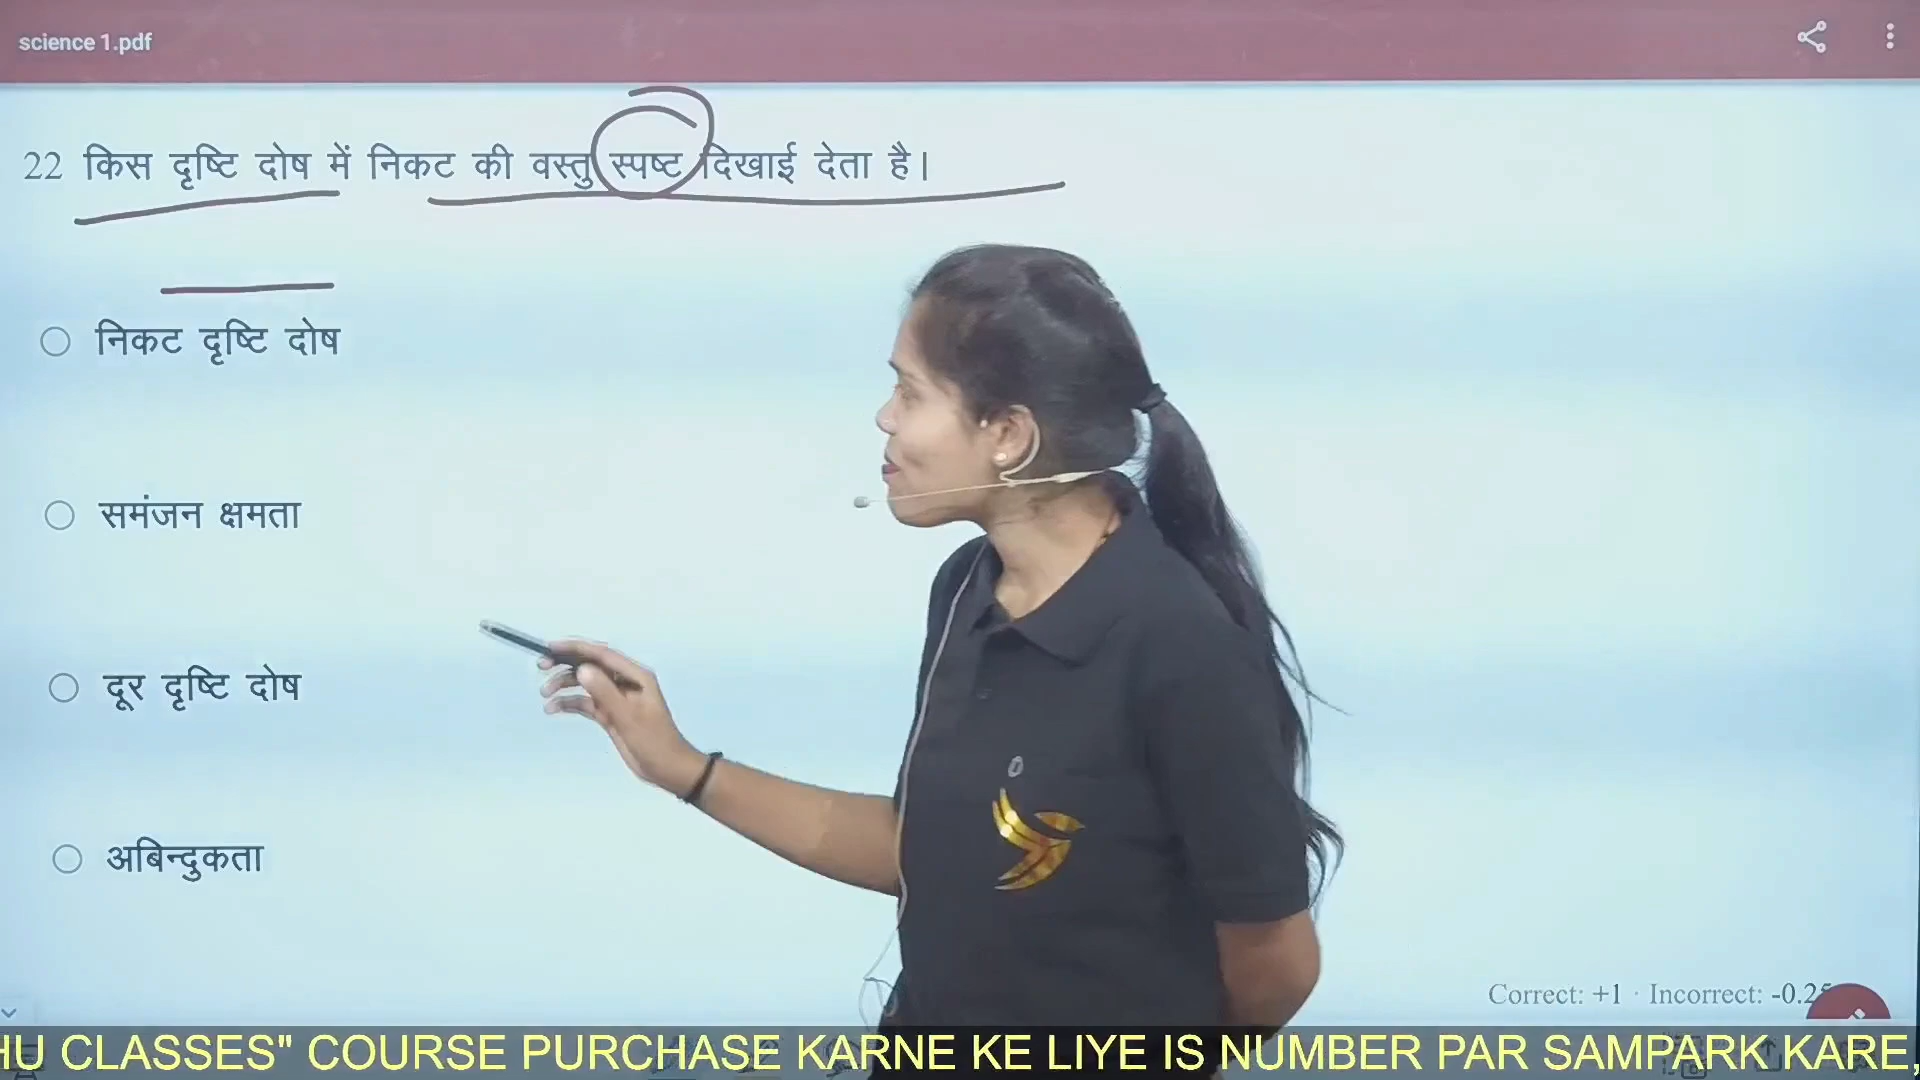 science 1.pdf
22 किस दृष्टि दोष में निकट की वस्तु स्पष्ट दिखाई देता है।
निकट दृष्टि दोष
समंजन क्षमता
दूर दृष्टि दोष
अबिन्दुकता
Correct: +1 · Incorrect: -0.25
HU CLASSES" COURSE PURCHASE KARNE KE LIYE IS NUMBER PAR SAMPARK KARE,